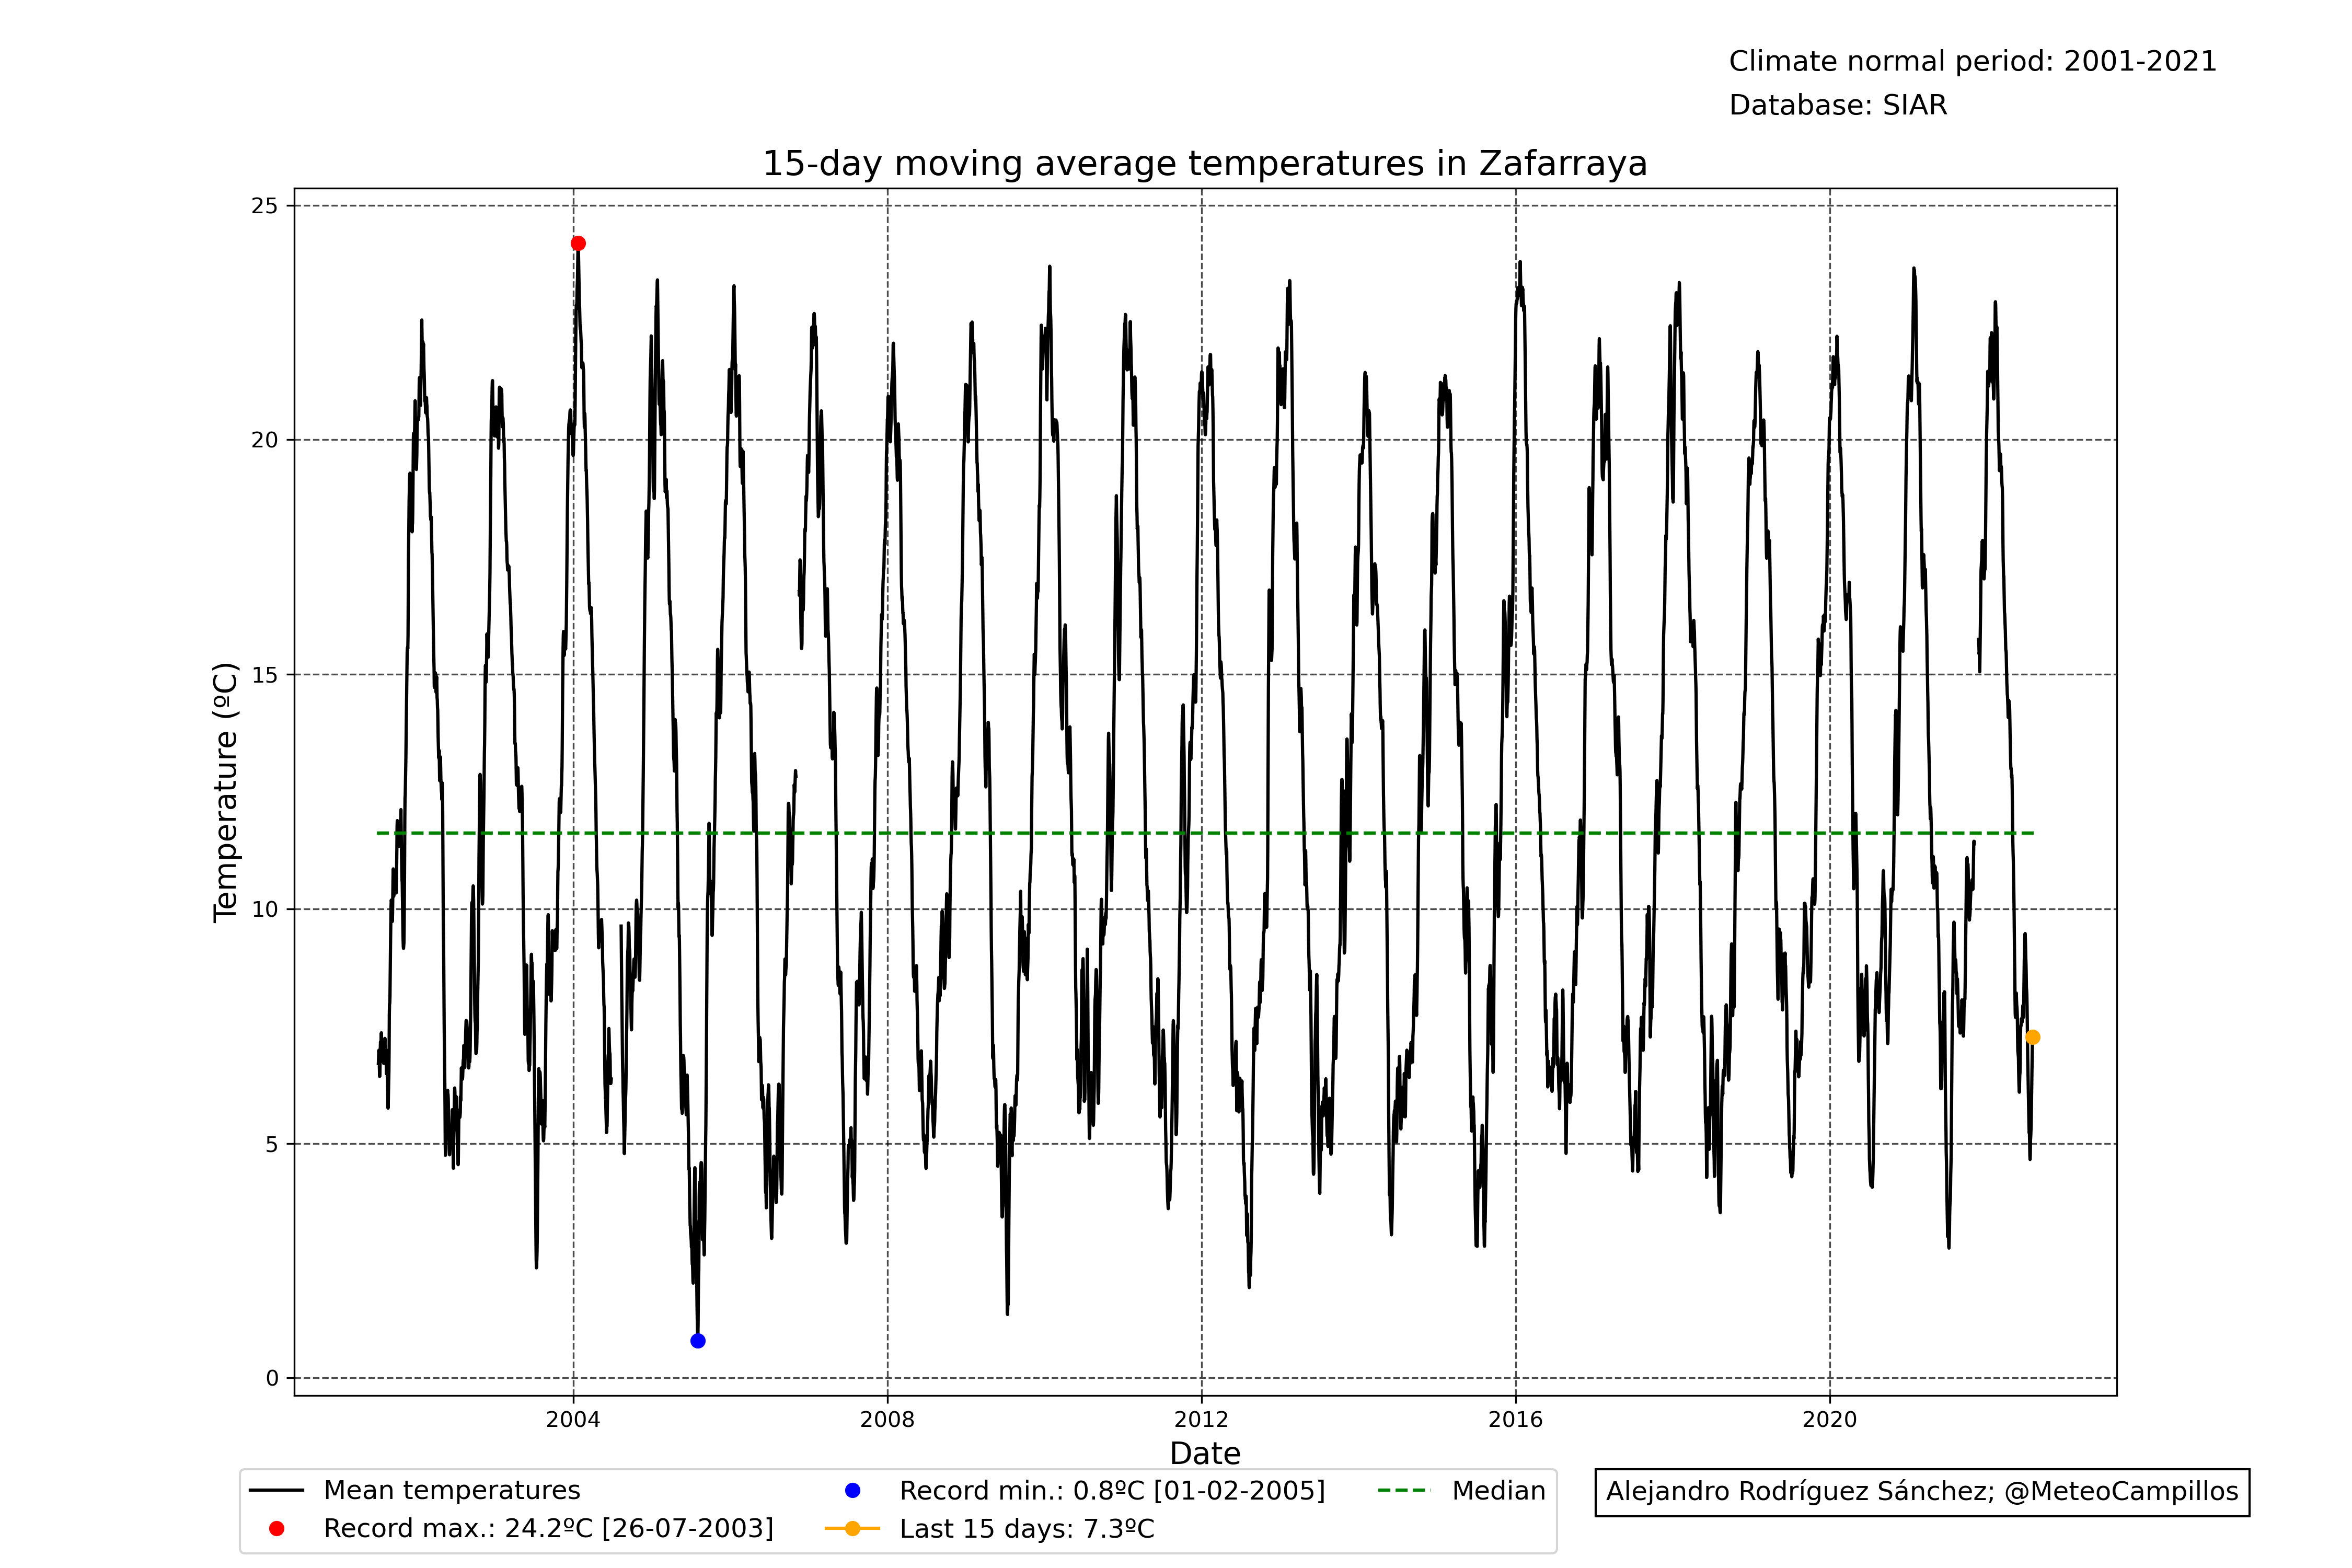 Climate normal period: 2001-2021
Database: SIAR
15-day moving average temperatures in Zafarraya
25
20
15
10
5
0
Temperature (ºC)
2004 2008 2012 2016 2020
Date
Mean temperatures
Record max.: 24.2ºC [26-07-2003]
Record min.: 0.8ºC [01-02-2005]
Last 15 days: 7.3ºC
Median
Alejandro Rodríguez Sánchez; @MeteoCampillos